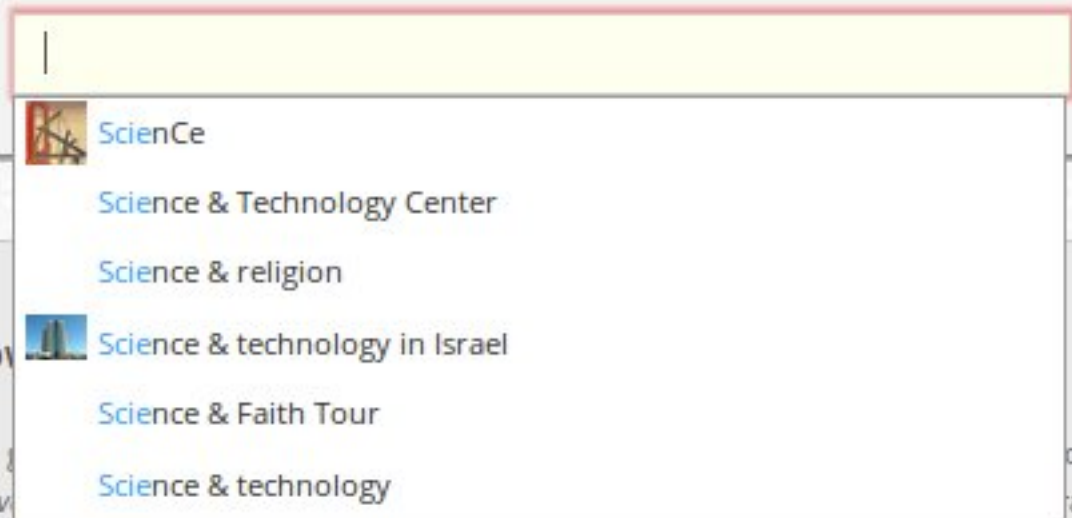 ScienCe
Science & Technology Center
Science & religion
Science & technology in Israel
Science & Faith Tour
Science & technology